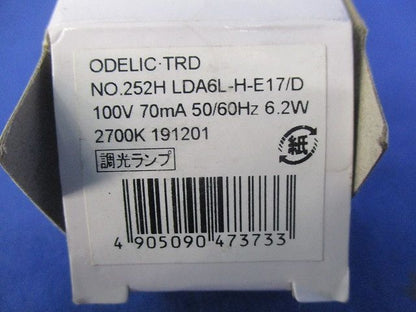 ODELIC·TRD
NO.252H LDA6L-H-E17/D
100V 70mA 50/60Hz 6.2W
2700K 191201
紙
調光ランプ
4 905090 473733